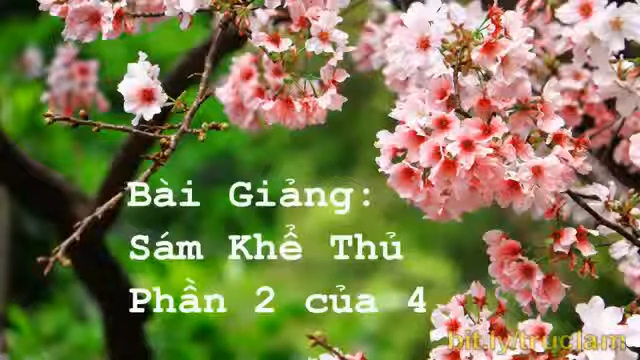 Bài Giảng:
Sám Khể Thủ
Phần 2 của 4
bit.ly/truclam